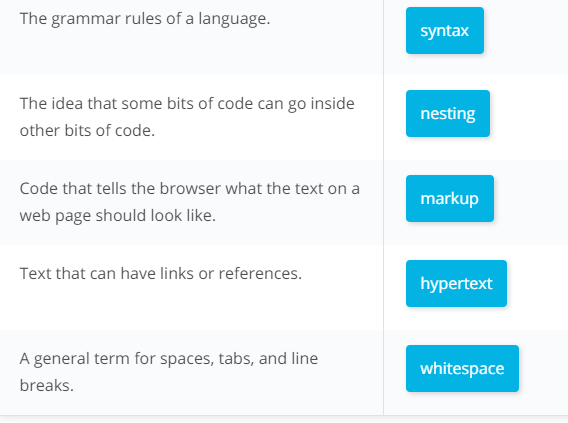 The grammar rules of a language.
syntax
The idea that some bits of code can go inside
other bits of code.
nesting
Code that tells the browser what the text on a
web page should look like.
markup
Text that can have links or references.
hypertext
A general term for spaces, tabs, and line
breaks.
whitespace